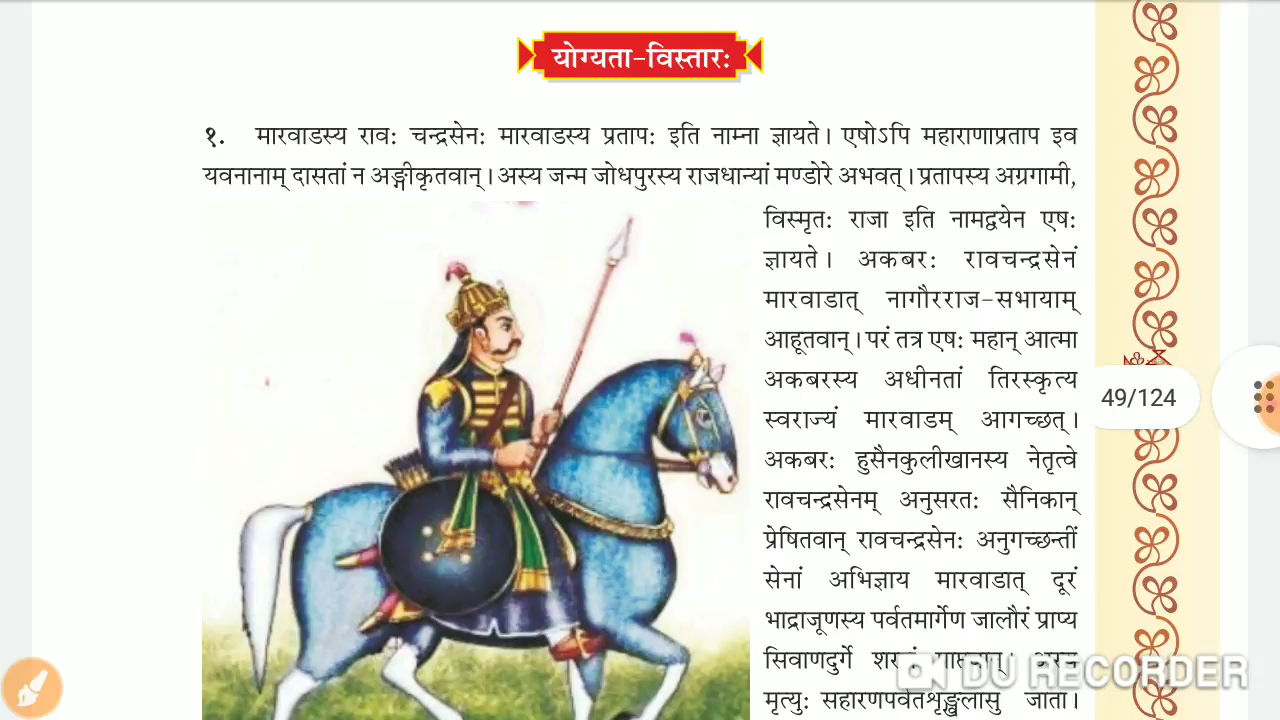 योग्यता-विस्तारः
१. मारवाडस्य रावः चन्द्रसेनः मारवाडस्य प्रतापः इति नाम्ना ज्ञायते। एषोऽपि महाराणाप्रताप इव
यवनानाम् दासतां न अङ्गीकृतवान्। अस्य जन्म जोधपुरस्य राजधान्यां मण्डोरे अभवत्। प्रतापस्य अग्रगामी,
विस्मृतः राजा इति नामद्वयेन एषः
ज्ञायते। अकबरः रावचन्द्रसेनं
मारवाडात् नागौरराज-सभायाम्
आहूतवान्। परं तत्र एषः महान् आत्मा
अकबरस्य अधीनतां तिरस्कृत्य
स्वराज्यं मारवाडम् आगच्छत्।
अकबरः हुसैनकुलीखानस्य नेतृत्वे
रावचन्द्रसेनम् अनुसरतः सैनिकान्
प्रेषितवान् रावचन्द्रसेनः अनुगच्छन्तीं
सेनां अभिज्ञाय मारवाडात् दूरं
भाद्राजूणस्य पर्वतमार्गेण जालौरं प्राप्य
सिवाणदुर्गे
मृत्युः सहारणपर्वतशृङ्खलासु जाता।
49/124
DU RECORDER